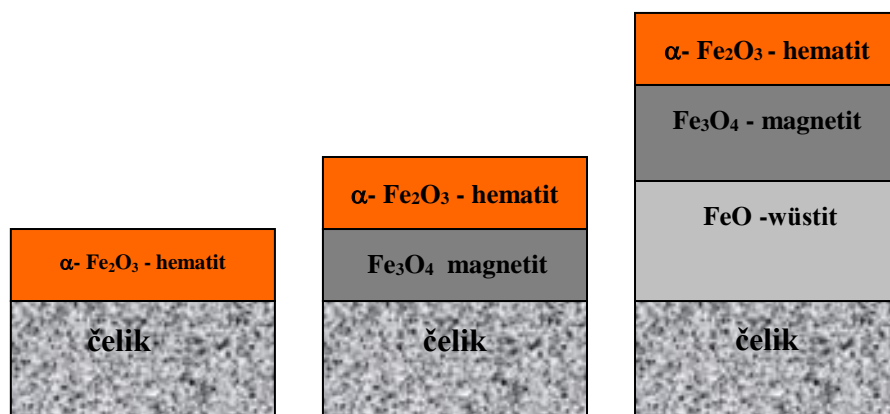 α- Fe₂O₃ - hematit
čelik
α- Fe₂O₃ - hematit
Fe₃O₄ magnetit
čelik
α- Fe₂O₃ - hematit
Fe₃O₄ - magnetit
FeO -wüstit
čelik